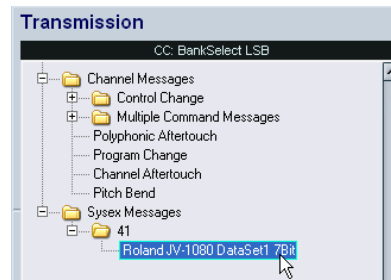 Transmission
CC: BankSelect LSB
Channel Messages
Control Change
Multiple Command Messages
Polyphonic Aftertouch
Program Change
Channel Aftertouch
Pitch Bend
Sysex Messages
41
Roland JV-1080 DataSet1 7Bit